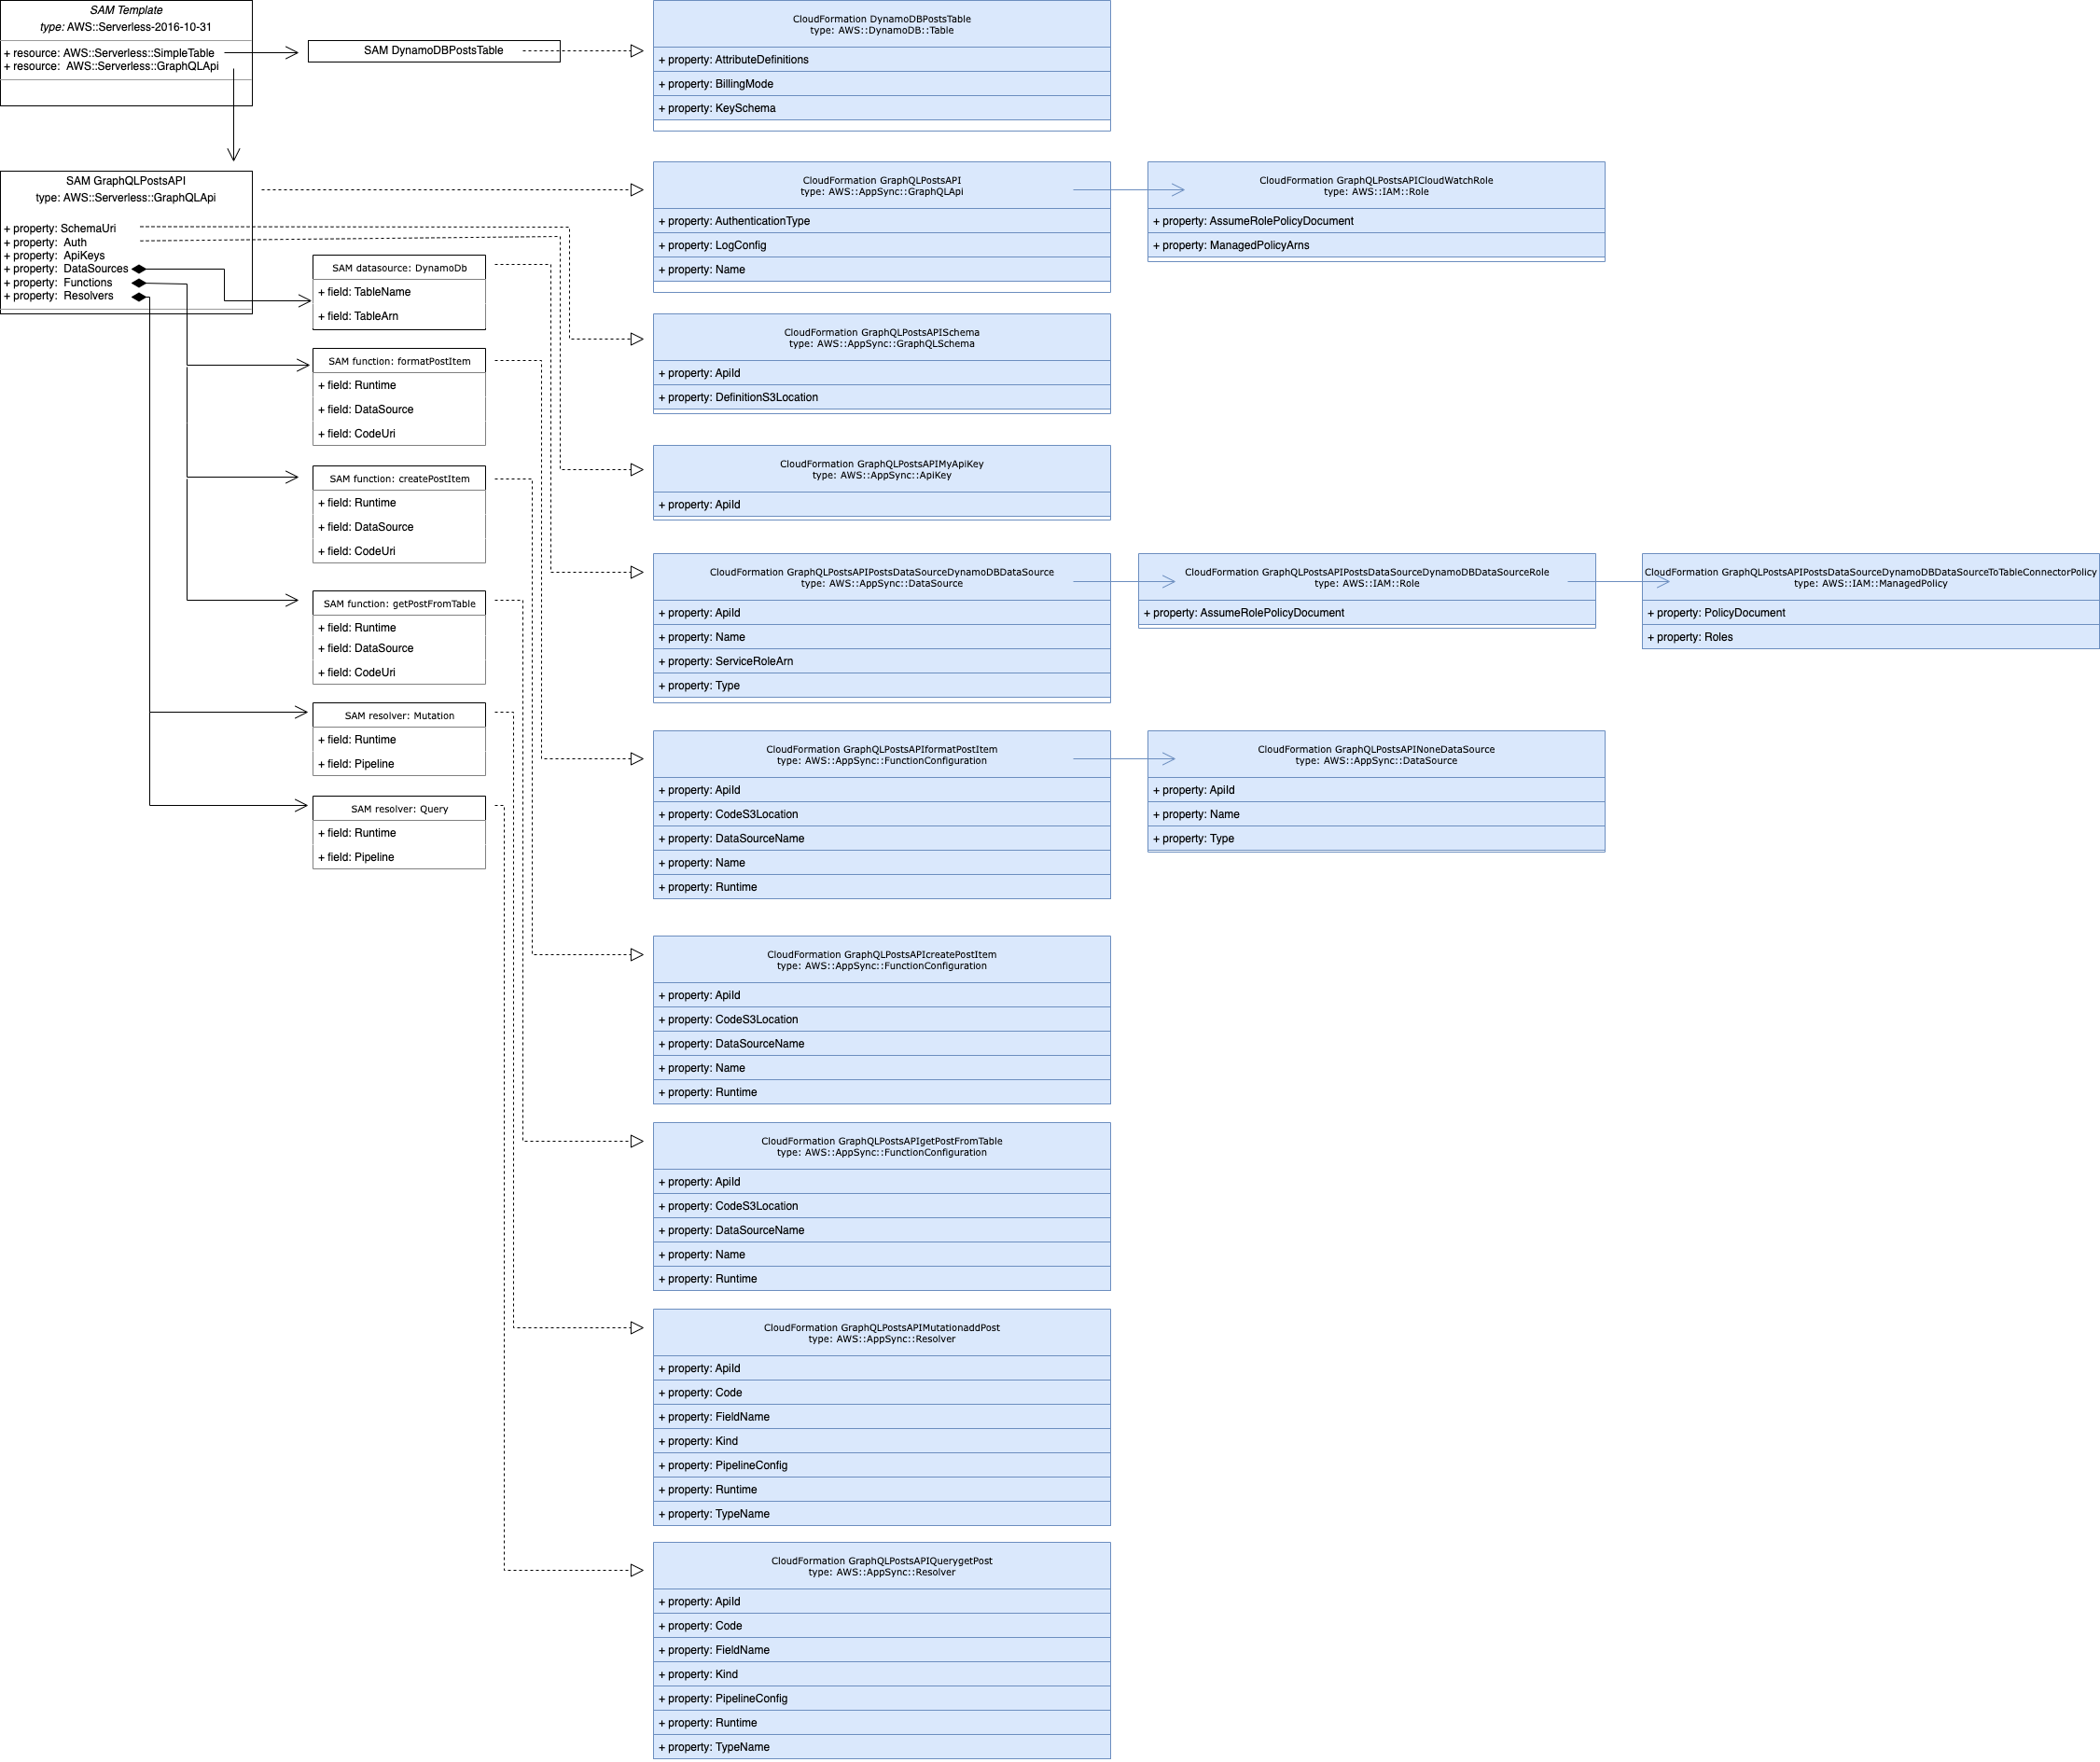 SAM Template
type: AWS::Serverless-2016-10-31
+ resource: AWS::Serverless::SimpleTable
+ resource:  AWS::Serverless::GraphQLApi
SAM DynamoDBPostsTable
CloudFormation DynamoDBPostsTable
type: AWS::DynamoDB::Table
+ property: AttributeDefinitions
+ property: BillingMode
+ property: KeySchema
SAM GraphQLPostsAPI
type: AWS::Serverless::GraphQLApi
+ property: SchemaUri
+ property:  Auth
+ property:  ApiKeys
+ property:  DataSources
+ property:  Functions
+ property:  Resolvers
SAM datasource: DynamoDb
+ field: TableName
+ field: TableArn
SAM function: formatPostItem
+ field: Runtime
+ field: DataSource
+ field: CodeUri
SAM function: createPostItem
+ field: Runtime
+ field: DataSource
+ field: CodeUri
SAM function: getPostFromTable
+ field: Runtime
+ field: DataSource
+ field: CodeUri
SAM resolver: Mutation
+ field: Runtime
+ field: Pipeline
SAM resolver: Query
+ field: Runtime
+ field: Pipeline
CloudFormation GraphQLPostsAPI
type: AWS::AppSync::GraphQLApi
+ property: AuthenticationType
+ property: LogConfig
+ property: Name
CloudFormation GraphQLPostsAPICloudWatchRole
type: AWS::IAM::Role
+ property: AssumeRolePolicyDocument
+ property: ManagedPolicyArns
CloudFormation GraphQLPostsAPISchema
type: AWS::AppSync::GraphQLSchema
+ property: ApiId
+ property: DefinitionS3Location
CloudFormation GraphQLPostsAPIMyApiKey
type: AWS::AppSync::ApiKey
+ property: ApiId
CloudFormation GraphQLPostsAPIPostsDataSourceDynamoDBDataSource
type: AWS::AppSync::DataSource
+ property: ApiId
+ property: Name
+ property: ServiceRoleArn
+ property: Type
CloudFormation GraphQLPostsAPIPostsDataSourceDynamoDBDataSourceRole
type: AWS::IAM::Role
+ property: AssumeRolePolicyDocument
CloudFormation GraphQLPostsAPIPostsDataSourceDynamoDBDataSourceToTableConnectorPolicy
type: AWS::IAM::ManagedPolicy
+ property: PolicyDocument
+ property: Roles
CloudFormation GraphQLPostsAPIformatPostItem
type: AWS::AppSync::FunctionConfiguration
+ property: ApiId
+ property: CodeS3Location
+ property: DataSourceName
+ property: Name
+ property: Runtime
CloudFormation GraphQLPostsAPINoneDataSource
type: AWS::AppSync::DataSource
+ property: ApiId
+ property: Name
+ property: Type
CloudFormation GraphQLPostsAPIcreatePostItem
type: AWS::AppSync::FunctionConfiguration
+ property: ApiId
+ property: CodeS3Location
+ property: DataSourceName
+ property: Name
+ property: Runtime
CloudFormation GraphQLPostsAPIgetPostFromTable
type: AWS::AppSync::FunctionConfiguration
+ property: ApiId
+ property: CodeS3Location
+ property: DataSourceName
+ property: Name
+ property: Runtime
CloudFormation GraphQLPostsAPIMutationaddPost
type: AWS::AppSync::Resolver
+ property: ApiId
+ property: Code
+ property: FieldName
+ property: Kind
+ property: PipelineConfig
+ property: Runtime
+ property: TypeName
CloudFormation GraphQLPostsAPIQuerygetPost
type: AWS::AppSync::Resolver
+ property: ApiId
+ property: Code
+ property: FieldName
+ property: Kind
+ property: PipelineConfig
+ property: Runtime
+ property: TypeName